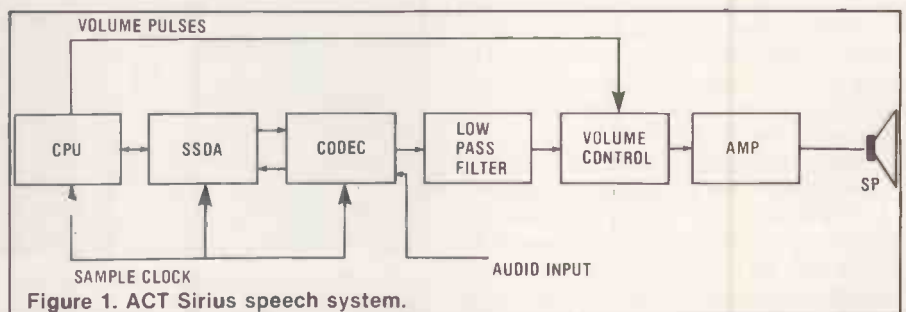 VOLUME PULSES
CPU
SSDA
CODEC
LOW
PASS
FILTER
VOLUME
CONTROL
AMP
SP
SAMPLE CLOCK
AUDIO INPUT
Figure 1. ACT Sirius speech system.